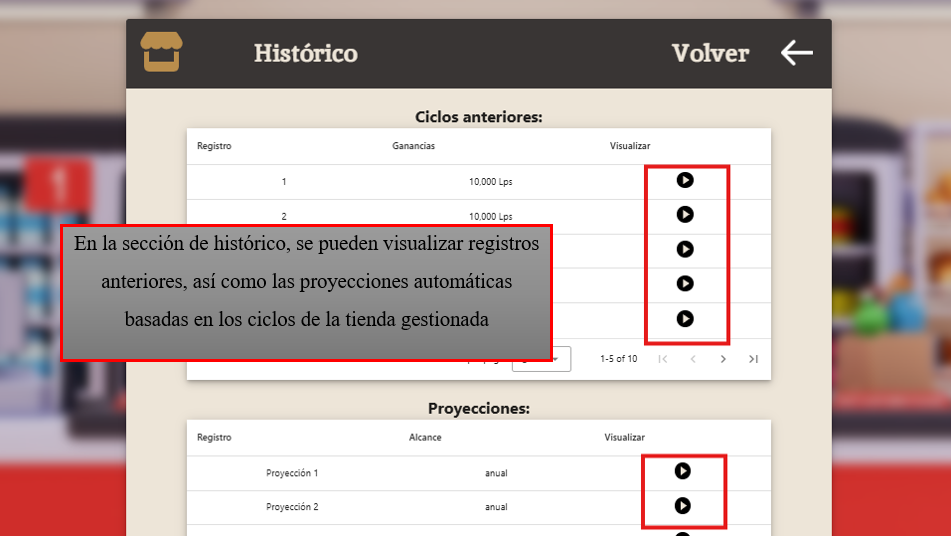 Histórico
Volver
Ciclos anteriores:
Registro Ganancias Visualizar
1 10,000 Lps
2 10,000 Lps
En la sección de histórico, se pueden visualizar registros
anteriores, así como las proyecciones automáticas
basadas en los ciclos de la tienda gestionada
1-5 of 10
Proyecciones:
Registro Alcance Visualizar
Proyección 1 anual
Proyección 2 anual